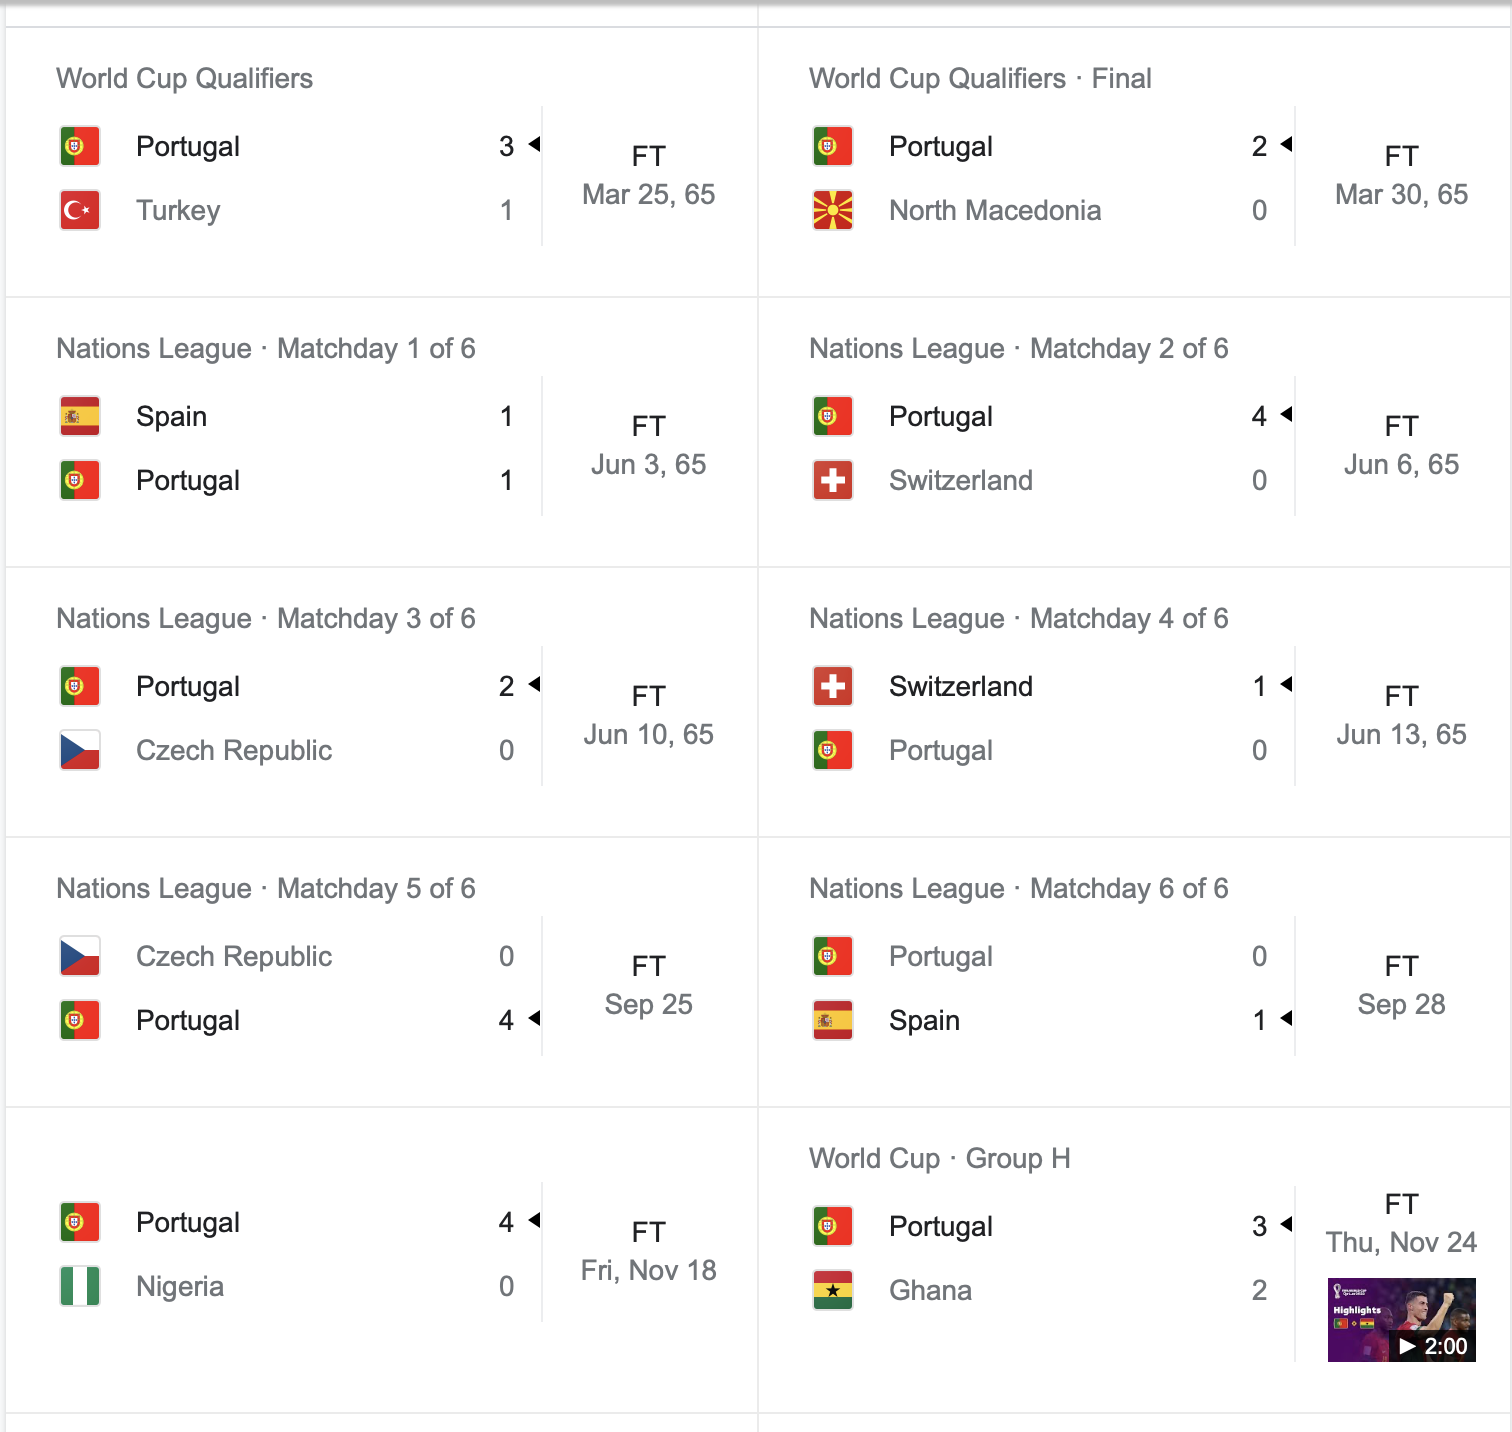 World Cup Qualifiers
Portugal 3
Turkey 1
FT
Mar 25, 65
World Cup Qualifiers · Final
Portugal 2
North Macedonia 0
FT
Mar 30, 65
Nations League · Matchday 1 of 6
Spain 1
Portugal 1
FT
Jun 3, 65
Nations League · Matchday 2 of 6
Portugal 4
Switzerland 0
FT
Jun 6, 65
Nations League · Matchday 3 of 6
Portugal 2
Czech Republic 0
FT
Jun 10, 65
Nations League · Matchday 4 of 6
Switzerland 1
Portugal 0
FT
Jun 13, 65
Nations League · Matchday 5 of 6
Czech Republic 0
Portugal 4
FT
Sep 25
Nations League · Matchday 6 of 6
Portugal 0
Spain 1
FT
Sep 28
Portugal 4
Nigeria 0
FT
Fri, Nov 18
World Cup · Group H
Portugal 3
Ghana 2
FT
Thu, Nov 24
Highlights
2:00